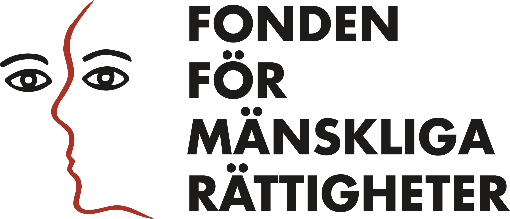 FONDEN
FÖR
MÄNSKLIGA
RÄTTIGHETER